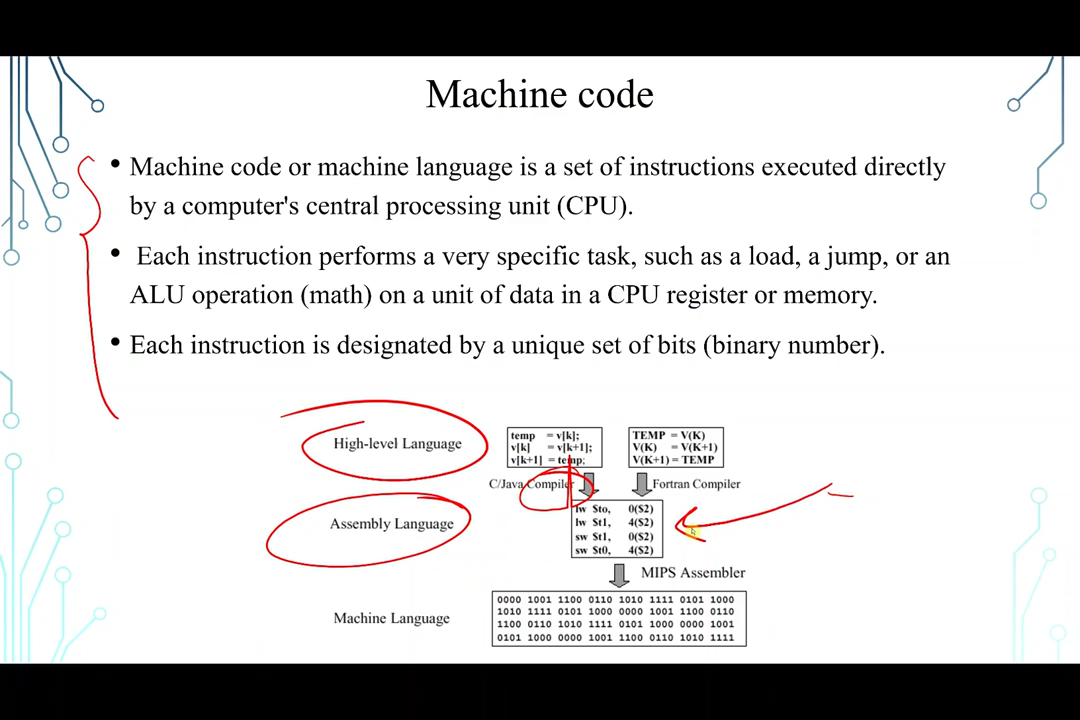 Machine code
• Machine code or machine language is a set of instructions executed directly
by a computer's central processing unit (CPU).
• Each instruction performs a very specific task, such as a load, a jump, or an
ALU operation (math) on a unit of data in a CPU register or memory.
• Each instruction is designated by a unique set of bits (binary number).
High-level Language
temp = v[k];
v[k] = v[k+1];
v[k+1] = temp;
TEMP = V(K)
V(K) = V(K+1)
V(K+1) = TEMP
C/Java Compiler
Fortran Compiler
Assembly Language
lw $to, 0($2)
lw $t1, 4($2)
sw $t1, 0($2)
sw $t0, 4($2)
MIPS Assembler
Machine Language
0000 1001 1100 0110 1010 1111 0101 1000
1010 1111 0101 1000 0000 1001 1100 0110
1100 0110 1010 1111 0101 1000 0000 1001
0101 1000 0000 1001 1100 0110 1010 1111